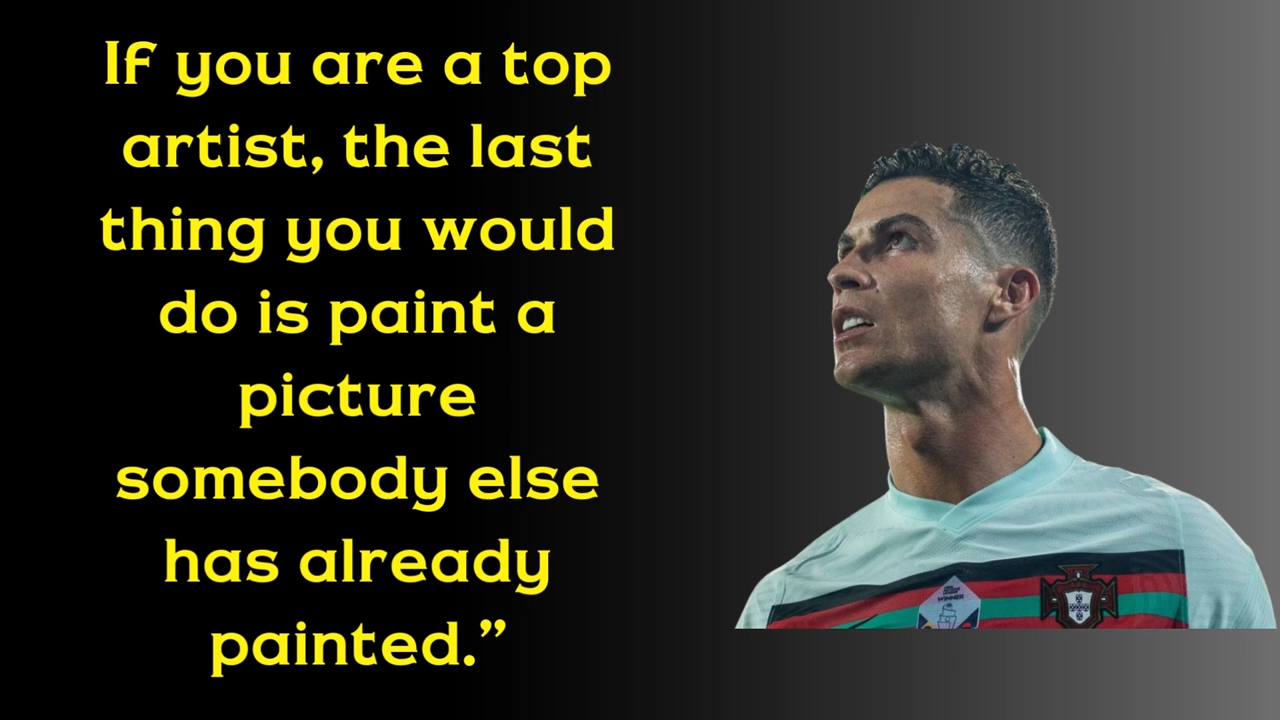 If you are a top
artist, the last
thing you would
do is paint a
picture
somebody else
has already
painted.”
WINNER